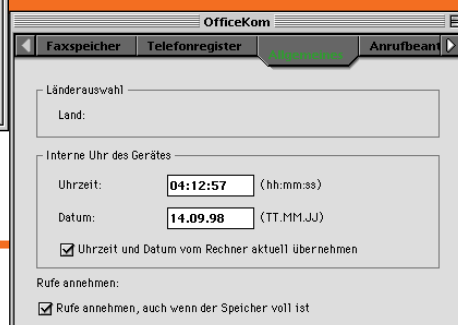 OfficeKom
Faxspeicher Telefonregister Allgemeines Anrufbeant
Länderauswahl
Land:
Interne Uhr des Gerätes
Uhrzeit: 04:12:57 (hh:mm:ss)
Datum: 14.09.98 (TT.MM.JJ)
Uhrzeit und Datum vom Rechner aktuell übernehmen
Rufe annehmen:
Rufe annehmen, auch wenn der Speicher voll ist